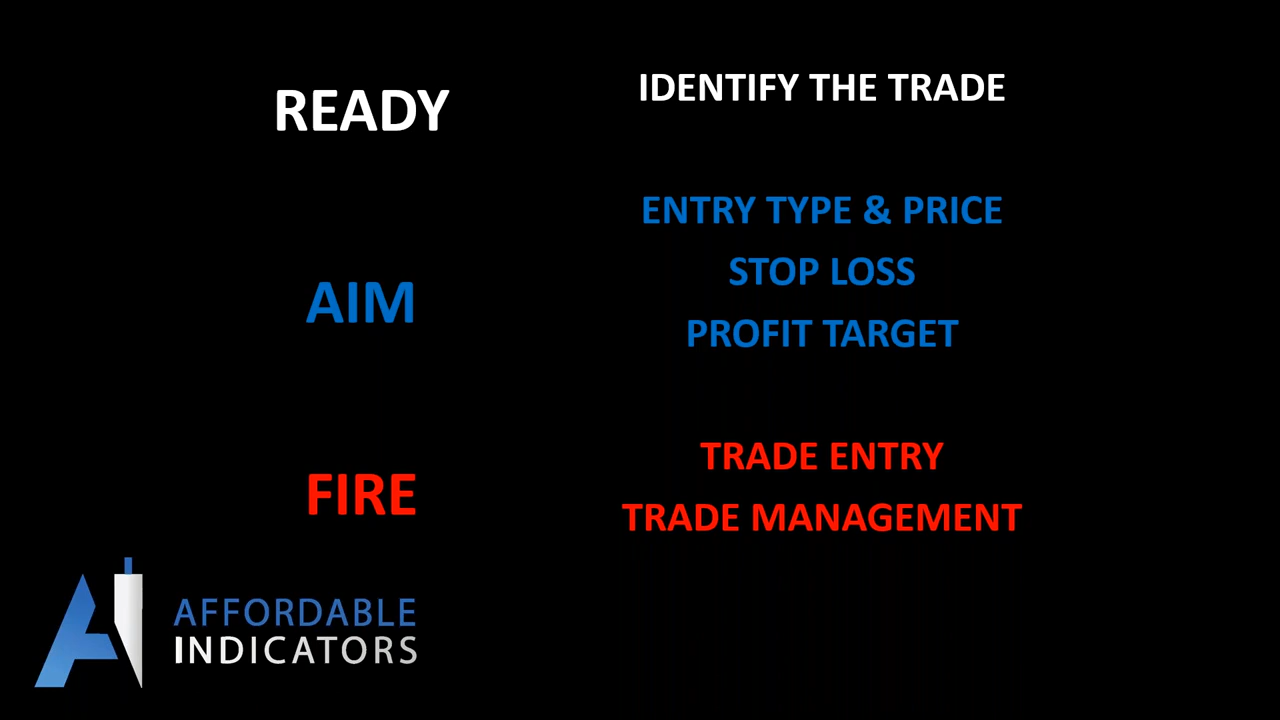 READY
IDENTIFY THE TRADE
AIM
ENTRY TYPE & PRICE
STOP LOSS
PROFIT TARGET
FIRE
TRADE ENTRY
TRADE MANAGEMENT
AI
AFFORDABLE
INDICATORS